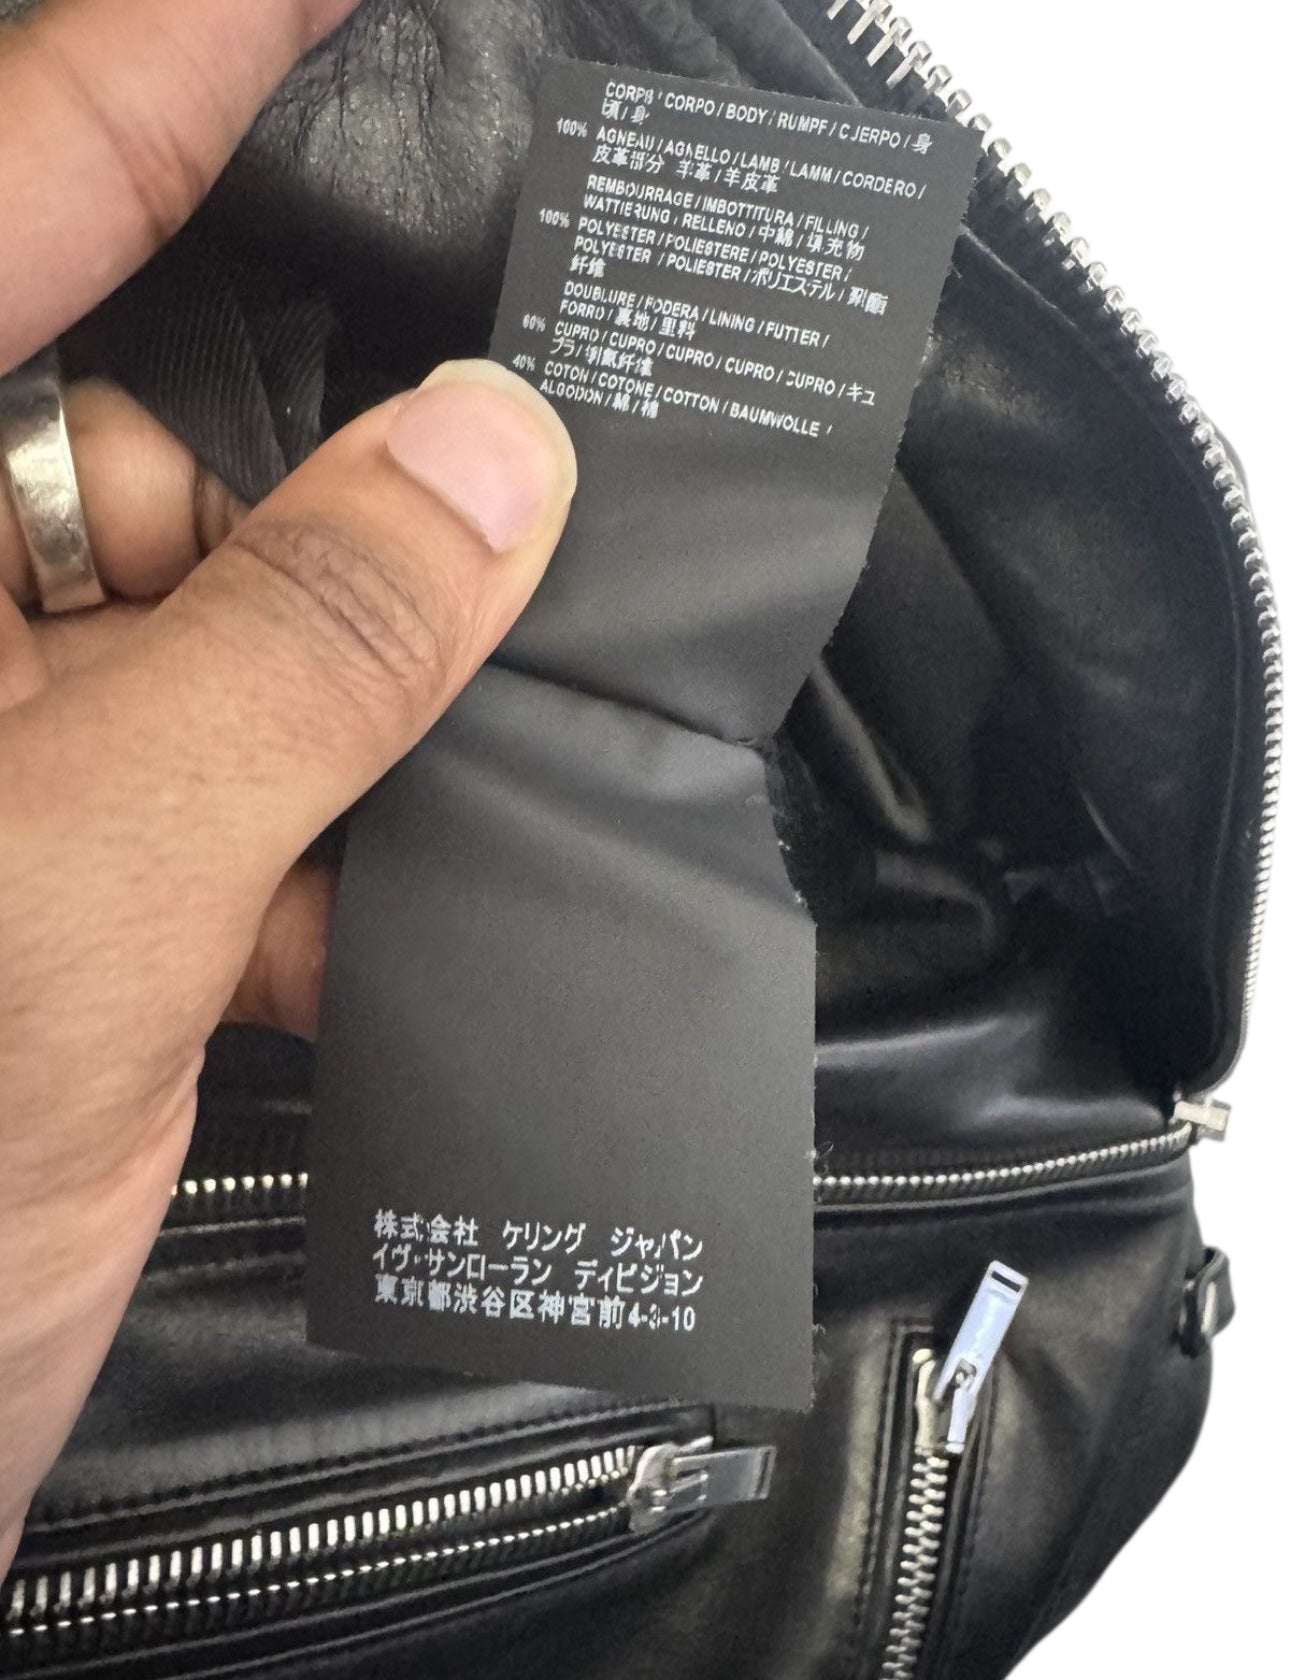 CORPS / CORPO / BODY / RUMPF / CUERPO / 身
頃 / 身
100% AGNEAU / AGNELLO / LAMB / LAMM / CORDERO /
皮革部分 羊革 / 羊皮革
REMBOURRAGE / IMBOTTITURA / FILLING /
WATTIERUNG / RELLENO / 中綿 / 填充物
100% POLYESTER / POLIESTERE / POLYESTER /
POLYESTER / POLIESTER / ポリエステル / 聚酯
纤维
DOUBLURE / FODERA / LINING / FUTTER /
FORRO / 裏地 / 里料
60% CUPRO / CUPRO / CUPRO / CUPRO / CUPRO / キュ
プラ / 铜氨纤维
40% COTON / COTONE / COTTON / BAUMWOLLE /
ALGODON / 綿 / 棉
株式会社 ケリング ジャパン
イヴ・サンローラン ディビジョン
東京都渋谷区神宮前4-3-10